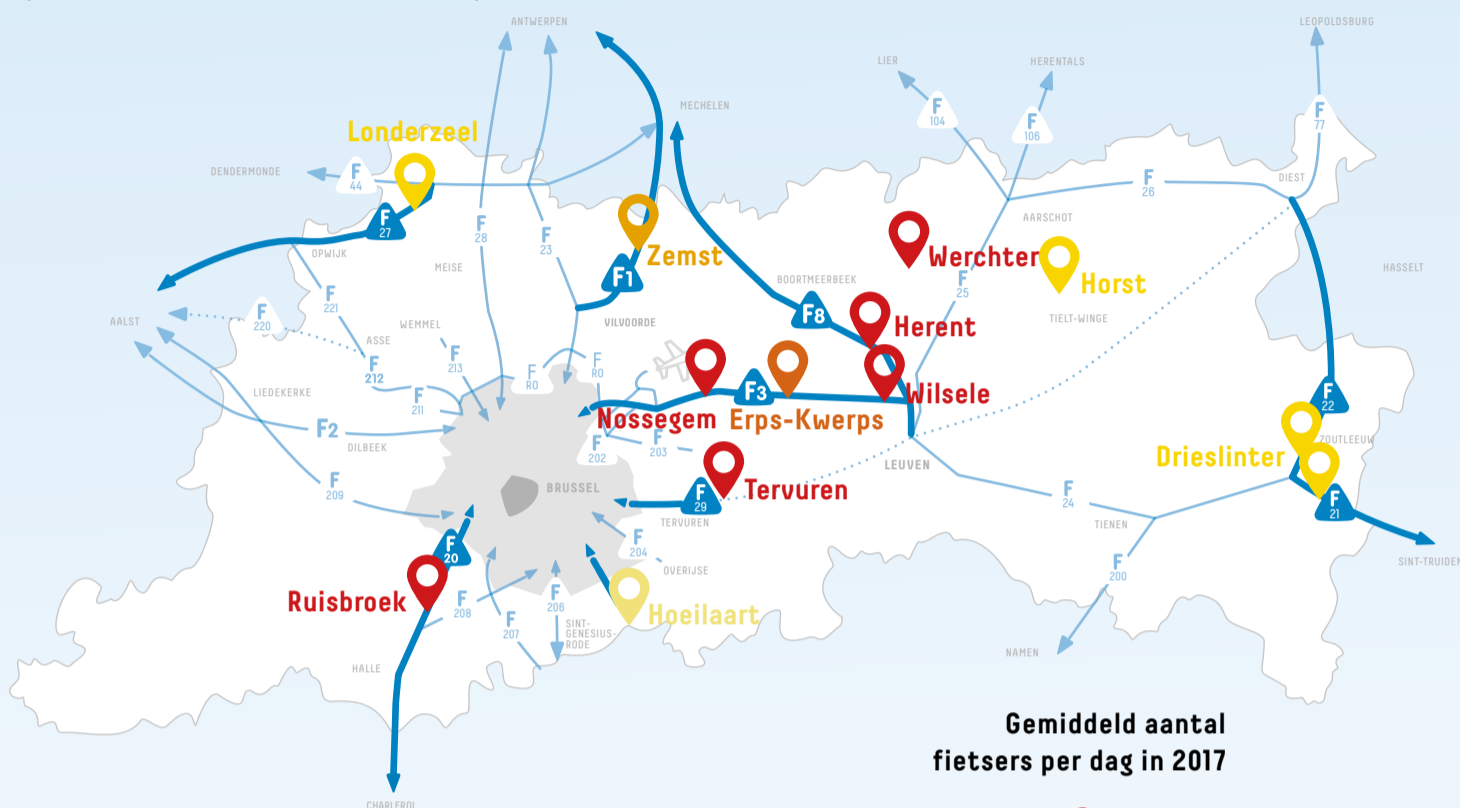 ANTWERPEN
LEOPOLDSBURG
LIER
HERENTALS
MECHELEN
F
104
F
106
F
77
Londerzeel
DENDERMONDE
F
44
F
26
DIEST
F
27
F
28
F
23
Zemst
Werchter
AARSCHOT
Horst
OPWIJK
MEISE
F1
BOORTMEERBEEK
F
25
HASSELT
F
221
F
220
AALST
WEMMEL
VILVOORDE
F8
Herent
TIELT-WINGE
ASSE
F
213
F
212
F
R0
F
R0
LIEDEKERKE
F
211
F3
Wilsele
F
22
Nossegem
Erps-Kwerps
F2
DILBEEK
F
202
F
203
ZOUTLEEUW
Drieslinter
LEUVEN
F
209
BRUSSEL
Tervuren
F
29
F
24
F
21
TERVUREN
TIENEN
F
20
F
204
SINT-TRUIDEN
OVERIJSE
F
200
Ruisbroek
F
208
F
206
F
207
Hoeilaart
SINT-
GENESIUS-
RODE
HALLE
NAMEN
Gemiddeld aantal
fietsers per dag in 2017
CHARLEROI